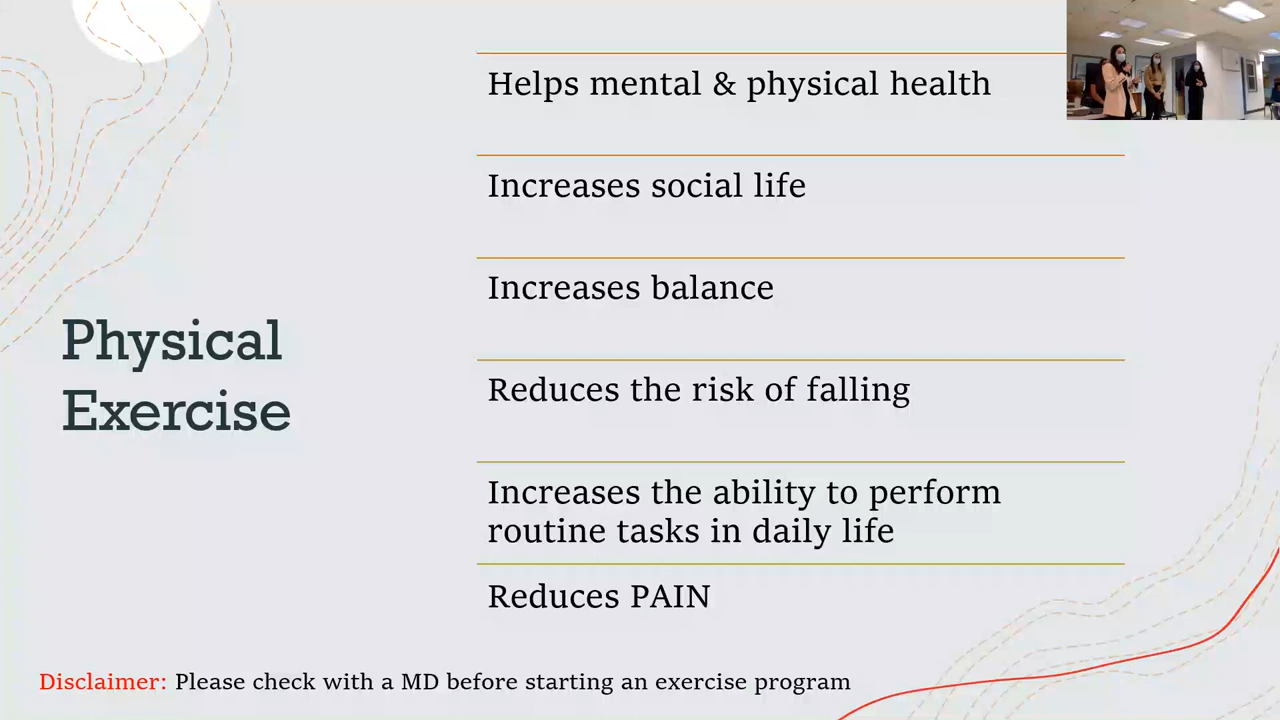 Physical
Exercise
Helps mental & physical health
Increases social life
Increases balance
Reduces the risk of falling
Increases the ability to perform
routine tasks in daily life
Reduces PAIN
Disclaimer: Please check with a MD before starting an exercise program